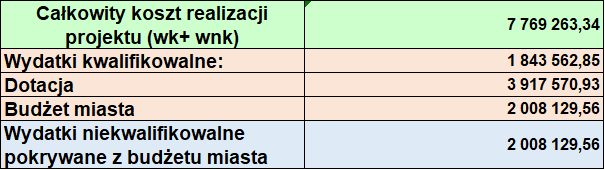 Całkowity koszt realizacji
projektu (wk+ wnk) 7 769 263,34
Wydatki kwalifikowalne: 1 843 562,85
Dotacja 3 917 570,93
Budżet miasta 2 008 129,56
Wydatki niekwalifikowalne
pokrywane z budżetu miasta 2 008 129,56